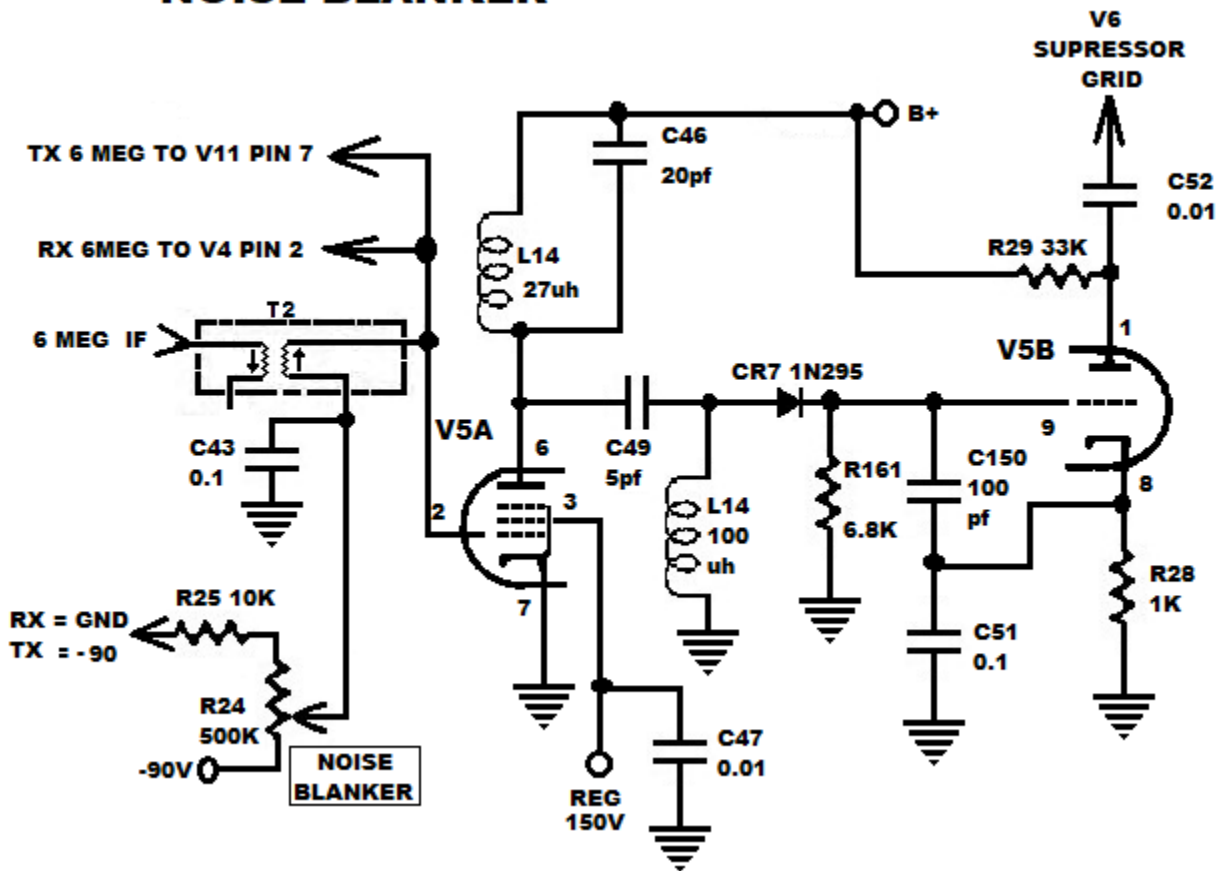 NOISE BLANKER
V6
SUPRESSOR
GRID
B+
C46
20pf
TX 6 MEG TO V11 PIN 7
C52
0.01
RX 6MEG TO V4 PIN 2
R29 33K
L14
27uh
T2
6 MEG IF
1
V5B
CR7 1N295
V5A
9
C43
0.1
6
C49
5pf
R161
6.8K
C150
100
pf
8
2
3
L14
100
uh
7
R28
1K
R25 10K
RX = GND
TX = -90
C51
0.1
R24
500K
C47
0.01
-90V
NOISE
BLANKER
REG
150V